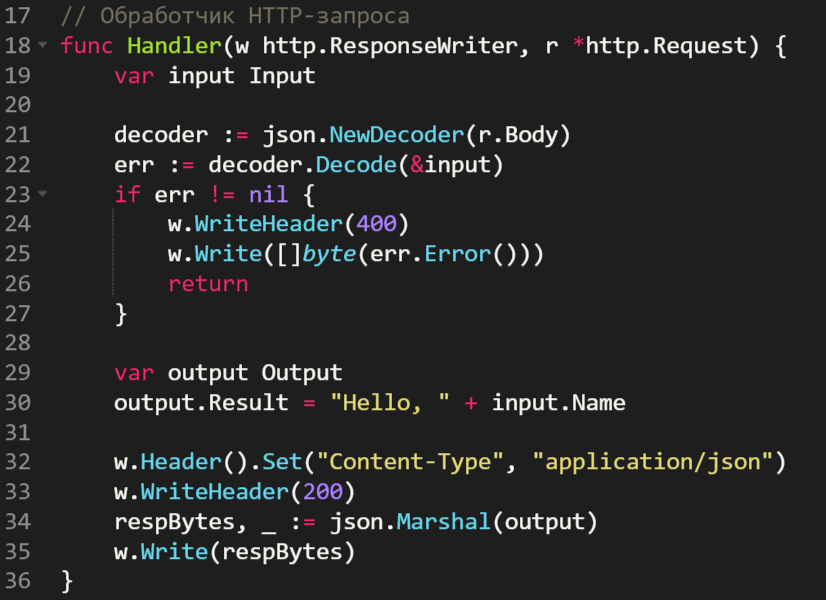 17 // Обработчик HTTP-запроса
18 func Handler(w http.ResponseWriter, r *http.Request) {
19     var input Input
20
21     decoder := json.NewDecoder(r.Body)
22     err := decoder.Decode(&input)
23     if err != nil {
24         w.WriteHeader(400)
25         w.Write([]byte(err.Error()))
26         return
27     }
28
29     var output Output
30     output.Result = "Hello, " + input.Name
31
32     w.Header().Set("Content-Type", "application/json")
33     w.WriteHeader(200)
34     respBytes, _ := json.Marshal(output)
35     w.Write(respBytes)
36 }